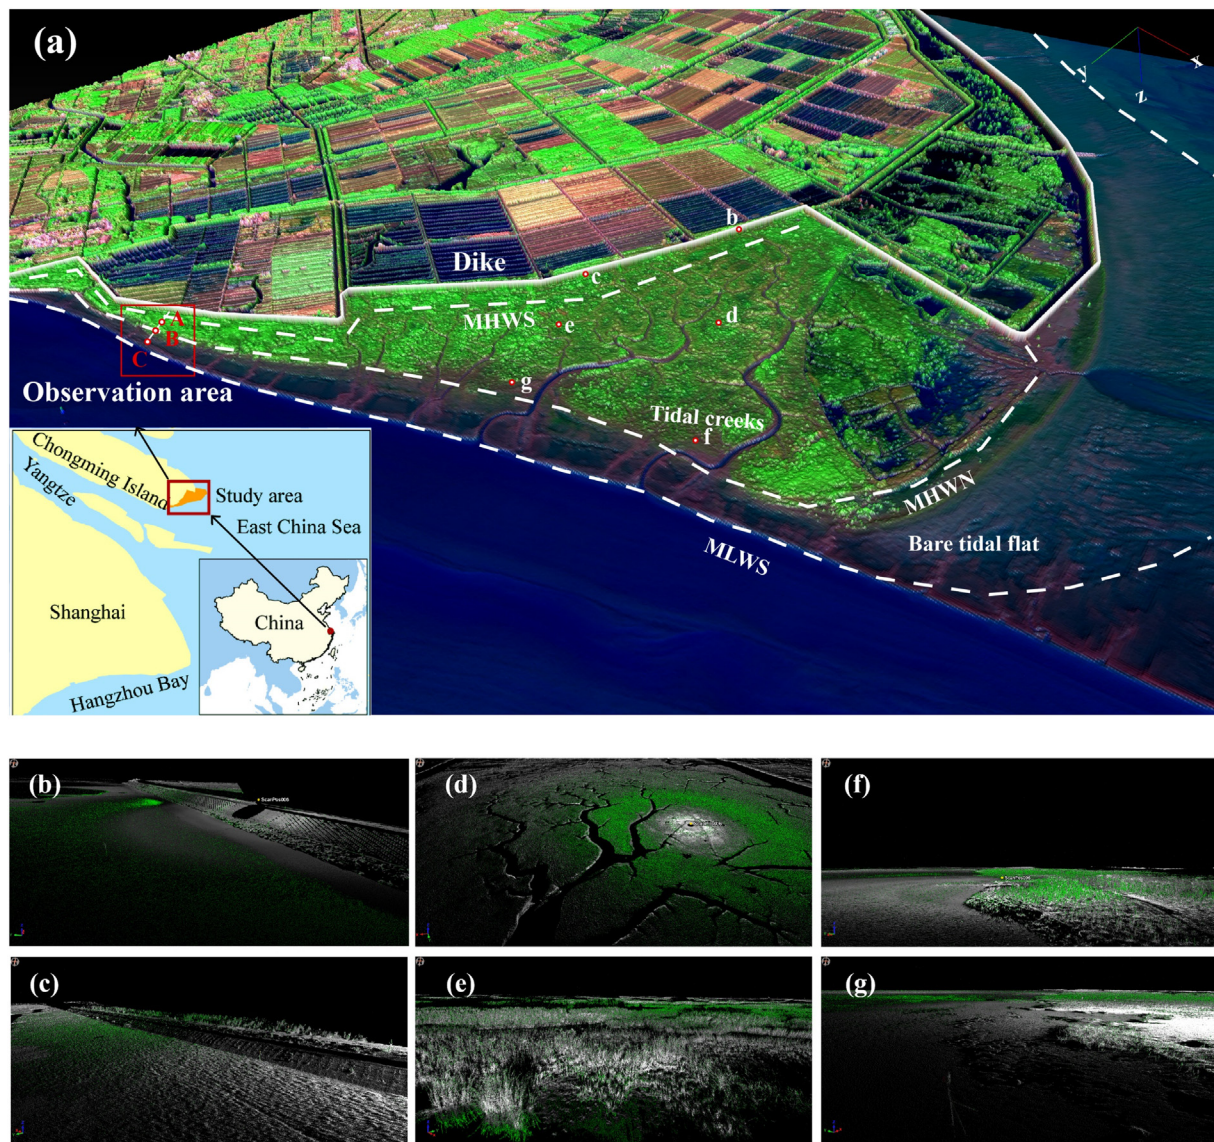 (a)
x
y
z
b
Dike
c
MHWS
e
d
A
B
C
g
Observation area
Tidal creeks
f
MHWN
Bare tidal flat
MLWS
Chongming Island
Yangtze
Study area
East China Sea
China
Shanghai
Hangzhou Bay
(b)
ScanPos005
(d)
(f)
(c)
(e)
(g)